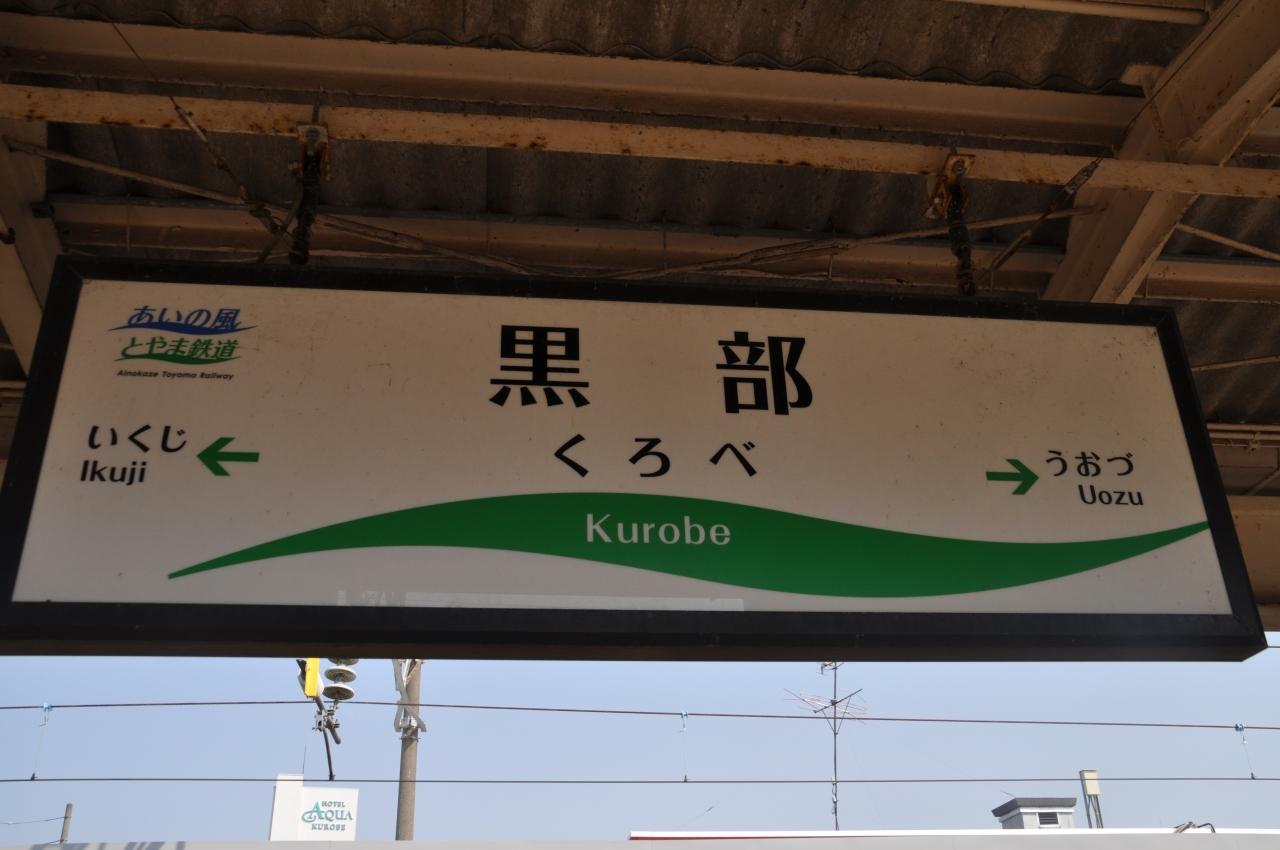 あいの風
とやま鉄道
Ainokaze Toyama Railway
黒部
くろべ
いくじ
Ikuji
うおづ
Uozu
Kurobe
HOTEL
AQUA
KUROBE